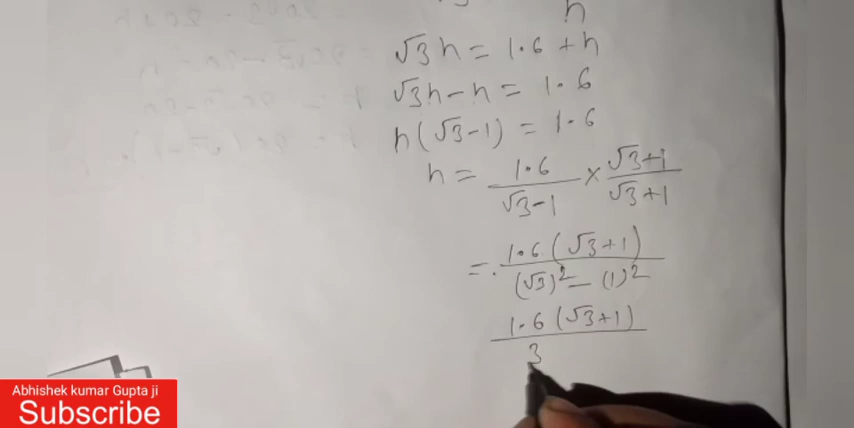 h
√3 h = 1.6 + h
√3h - h = 1.6
h (√3-1) = 1.6
h = 1.6/√3-1 × √3+1/√3+1
= 1.6 (√3+1)/(√3)² - (1)²
1.6 (√3+1)/3
Abhishek kumar Gupta ji
Subscribe